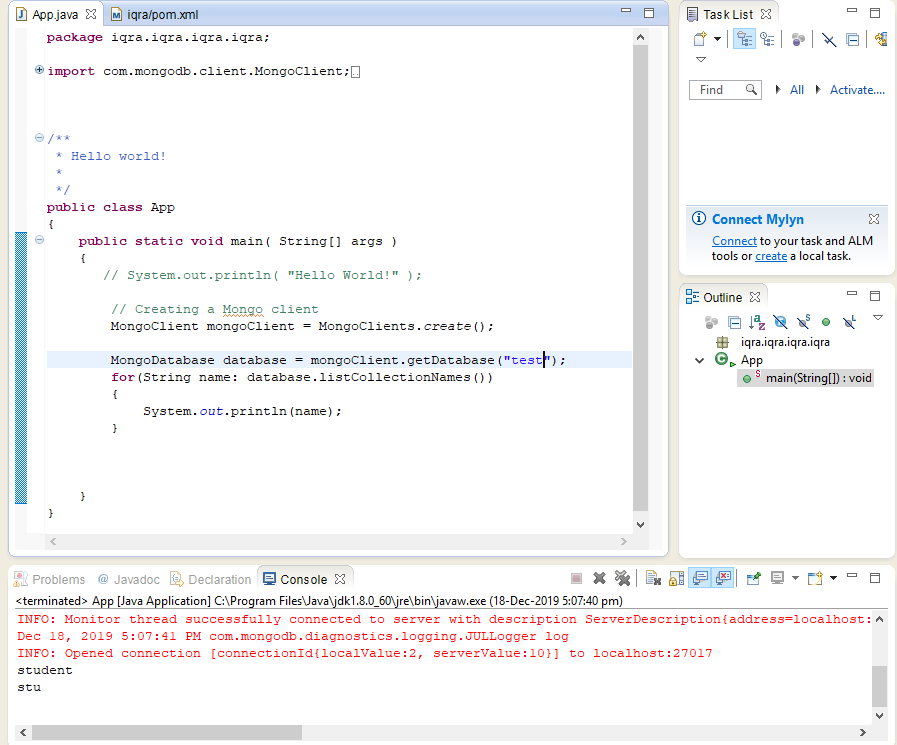 App.java iqra/pom.xml
package iqra.iqra.iqra.iqra;
import com.mongodb.client.MongoClient;
/**
* Hello world!
*
*/
public class App
{
public static void main( String[] args )
{
// System.out.println( "Hello World!" );
// Creating a Mongo client
MongoClient mongoClient = MongoClients.create();
MongoDatabase database = mongoClient.getDatabase("test");
for(String name: database.listCollectionNames())
{
System.out.println(name);
}
}
}
Task List
Find All Activate....
Connect Mylyn
Connect to your task and ALM
tools or create a local task.
Outline
iqra.iqra.iqra.iqra
App
main(String[]) : void
Problems @ Javadoc Declaration Console
<terminated> App [Java Application] C:\Program Files\Java\jdk1.8.0_60\jre\bin\javaw.exe (18-Dec-2019 5:07:40 pm)
INFO: Monitor thread successfully connected to server with description ServerDescription{address=localhost:
Dec 18, 2019 5:07:41 PM com.mongodb.diagnostics.logging.JULLogger log
INFO: Opened connection [connectionId{localValue:2, serverValue:10}] to localhost:27017
student
stu